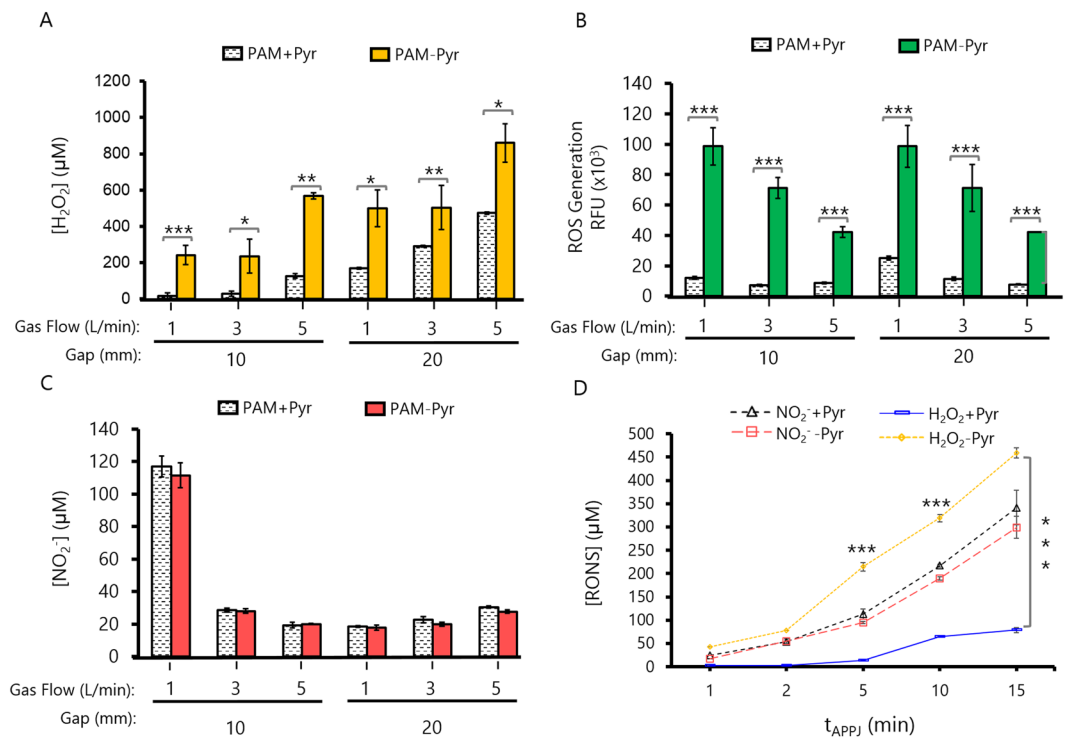 A
PAM+Pyr PAM-Pyr
1200
1000
800
600
400
200
0
[H₂O₂] (µM)
***
*
**
*
**
*
Gas Flow (L/min): 1 3 5 1 3 5
Gap (mm): 10 20
B
PAM+Pyr PAM-Pyr
140
120
100
80
60
40
20
0
ROS Generation
RFU (x10³)
***
***
***
***
***
***
Gas Flow (L/min): 1 3 5 1 3 5
Gap (mm): 10 20
C
PAM+Pyr PAM-Pyr
140
120
100
80
60
40
20
0
[NO₂⁻] (µM)
Gas Flow (L/min): 1 3 5 1 3 5
Gap (mm): 10 20
D
NO₂⁻+Pyr H₂O₂+Pyr
NO₂⁻-Pyr H₂O₂-Pyr
500
450
400
350
300
250
200
150
100
50
0
[RONS] (µM)
***
***
***
1 2 5 10 15
tAPPJ (min)